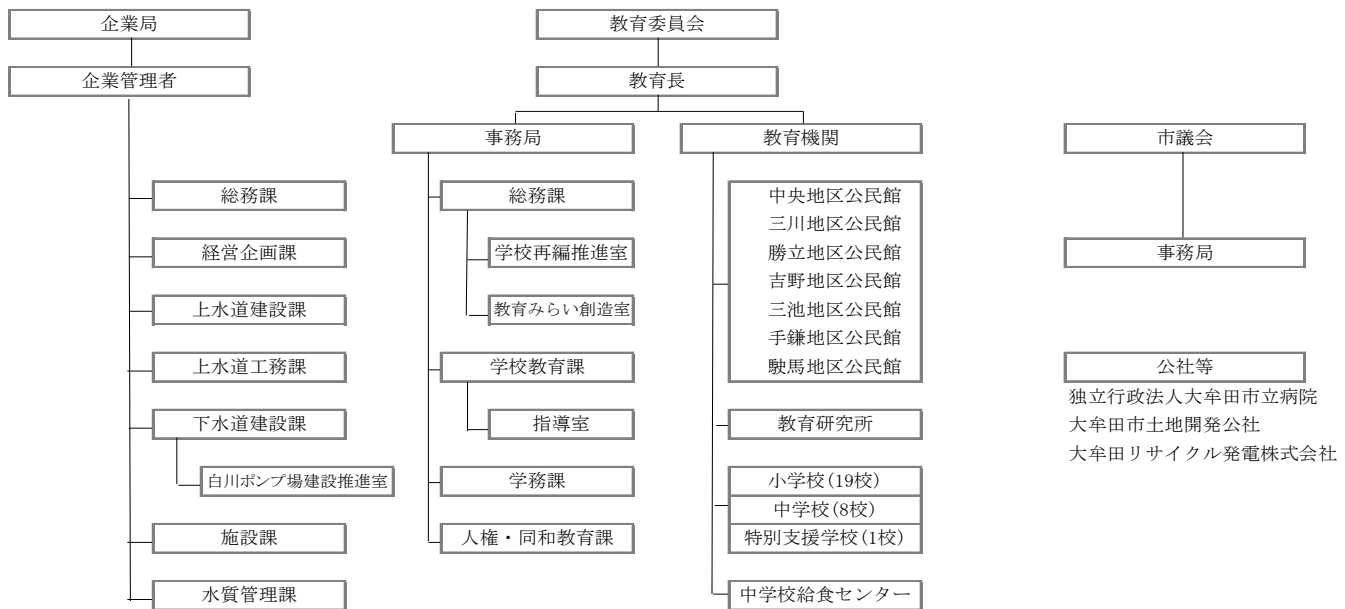 企業局
企業管理者
総務課
経営企画課
上水道建設課
上水道工務課
下水道建設課
白川ポンプ場建設推進室
施設課
水質管理課
教育委員会
教育長
事務局
総務課
学校再編推進室
教育みらい創造室
学校教育課
指導室
学務課
人権・同和教育課
教育機関
中央地区公民館
三川地区公民館
勝立地区公民館
吉野地区公民館
三池地区公民館
手鎌地区公民館
駛馬地区公民館
教育研究所
小学校(19校)
中学校(8校)
特別支援学校(1校)
中学校給食センター
市議会
事務局
公社等
独立行政法人大牟田市立病院
大牟田市土地開発公社
大牟田リサイクル発電株式会社